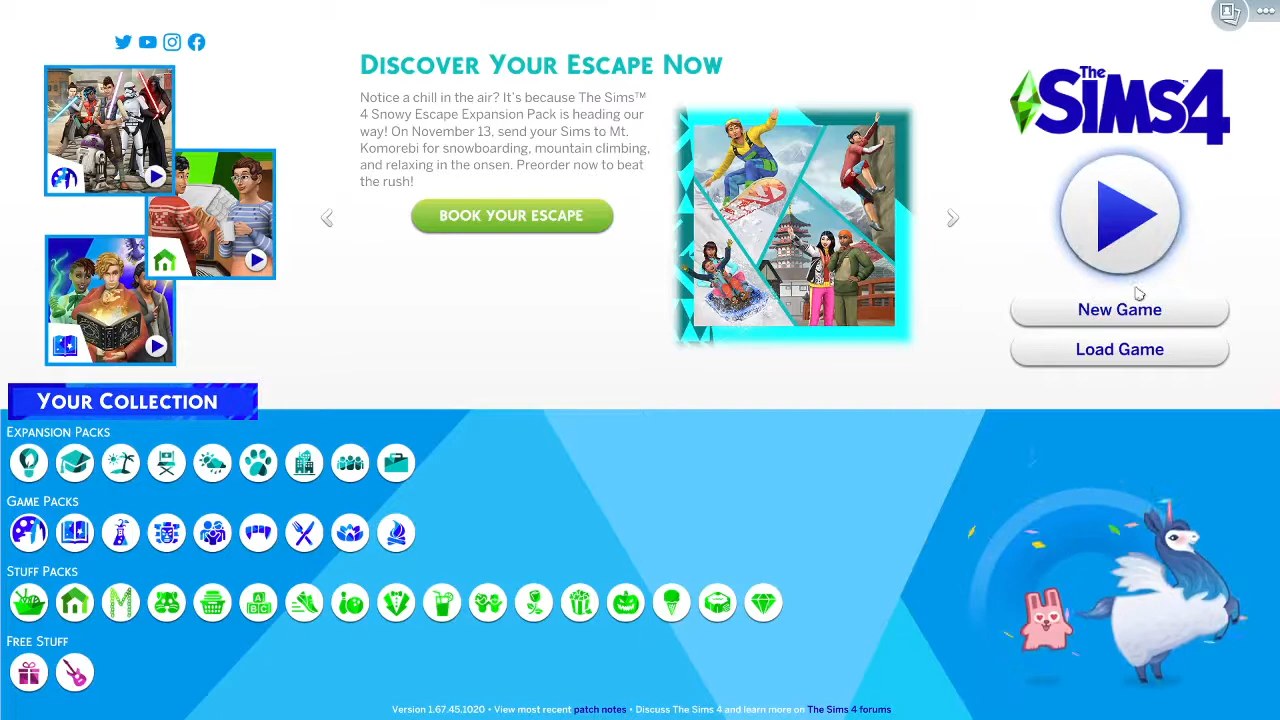 DISCOVER YOUR ESCAPE NOW
Notice a chill in the air? It's because The Sims™
4 Snowy Escape Expansion Pack is heading our
way! On November 13, send your Sims to Mt.
Komorebi for snowboarding, mountain climbing,
and relaxing in the onsen. Preorder now to beat
the rush!
BOOK YOUR ESCAPE
The SIMS 4
New Game
Load Game
YOUR COLLECTION
EXPANSION PACKS
GAME PACKS
STUFF PACKS
A
B C
FREE STUFF
Version 1.67.45.1020 • View most recent patch notes • Discuss The Sims 4 and learn more on The Sims 4 forums